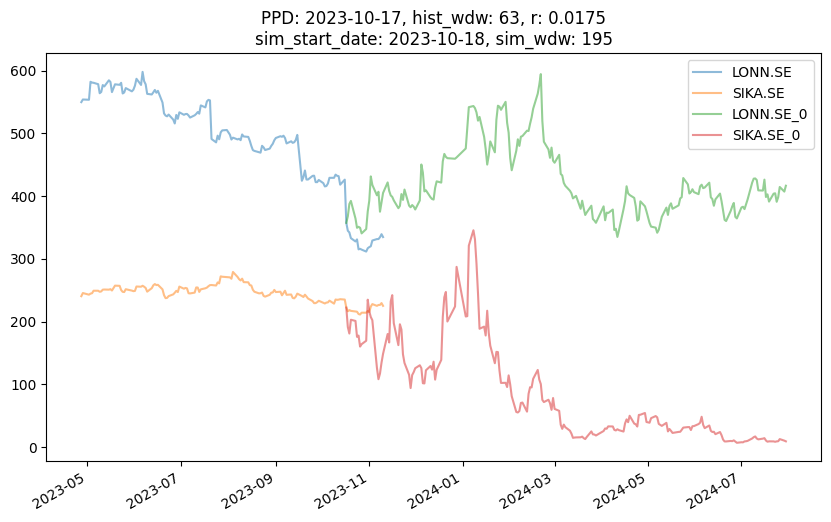 PPD: 2023-10-17, hist_wdw: 63, r: 0.0175
sim_start_date: 2023-10-18, sim_wdw: 195
LONN.SE
SIKA.SE
LONN.SE_0
SIKA.SE_0
600
500
400
300
200
100
0
2023-05
2023-07
2023-09
2023-11
2024-01
2024-03
2024-05
2024-07